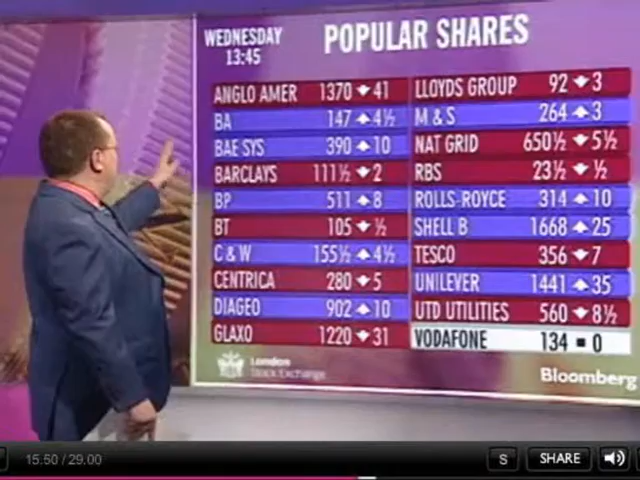 WEDNESDAY
13:45
POPULAR SHARES
ANGLO AMER 1370 41
BA 147 4½
BAE SYS 390 10
BARCLAYS 111½ 2
BP 511 8
BT 105 ½
C & W 155½ 4½
CENTRICA 280 5
DIAGEO 902 10
GLAXO 1220 31
LLOYDS GROUP 92 3
M & S 264 3
NAT GRID 650½ 5½
RBS 23½ ½
ROLLS-ROYCE 314 10
SHELL B 1668 25
TESCO 356 7
UNILEVER 1441 35
UTD UTILITIES 560 8½
VODAFONE 134 0
London
Stock Exchange
Bloomberg
15.50 / 29.00
S
SHARE